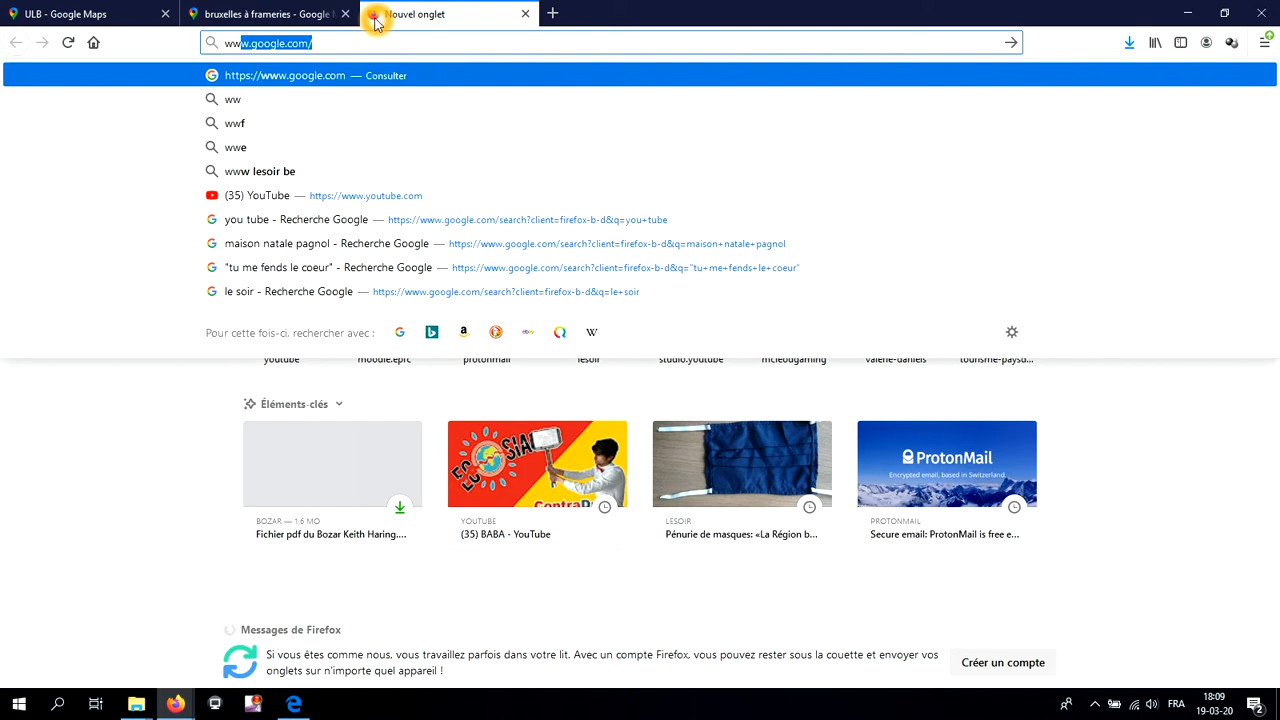 ULB - Google Maps
bruxelles à frameries - Google M
Nouvel onglet
www.google.com/
https://www.google.com — Consulter
ww
wwf
wwe
www lesoir be
(35) YouTube — https://www.youtube.com
you tube - Recherche Google — https://www.google.com/search?client=firefox-b-d&q=you+tube
maison natale pagnol - Recherche Google — https://www.google.com/search?client=firefox-b-d&q=maison+natale+pagnol
"tu me fends le coeur" - Recherche Google — https://www.google.com/search?client=firefox-b-d&q="tu+me+fends+le+coeur"
le soir - Recherche Google — https://www.google.com/search?client=firefox-b-d&q=le+soir
Pour cette fois-ci, rechercher avec :
youtube moodle.eprc protonmail lesoir studio.youtube mcleodgaming valerie-daniels tourisme-paysd...
Éléments-clés
ProtonMail
Encrypted email, based in Switzerland.
BOZAR — 1.6 MO
Fichier pdf du Bozar Keith Haring....
YOUTUBE
(35) BABA - YouTube
LESOIR
Pénurie de masques: «La Région b...
PROTONMAIL
Secure email: ProtonMail is free e...
Messages de Firefox
Si vous êtes comme nous, vous travaillez parfois dans votre lit. Avec un compte Firefox, vous pouvez rester sous la couette et envoyer vos
onglets sur n'importe quel appareil !
Créer un compte
FRA
18:09
19-03-20
2